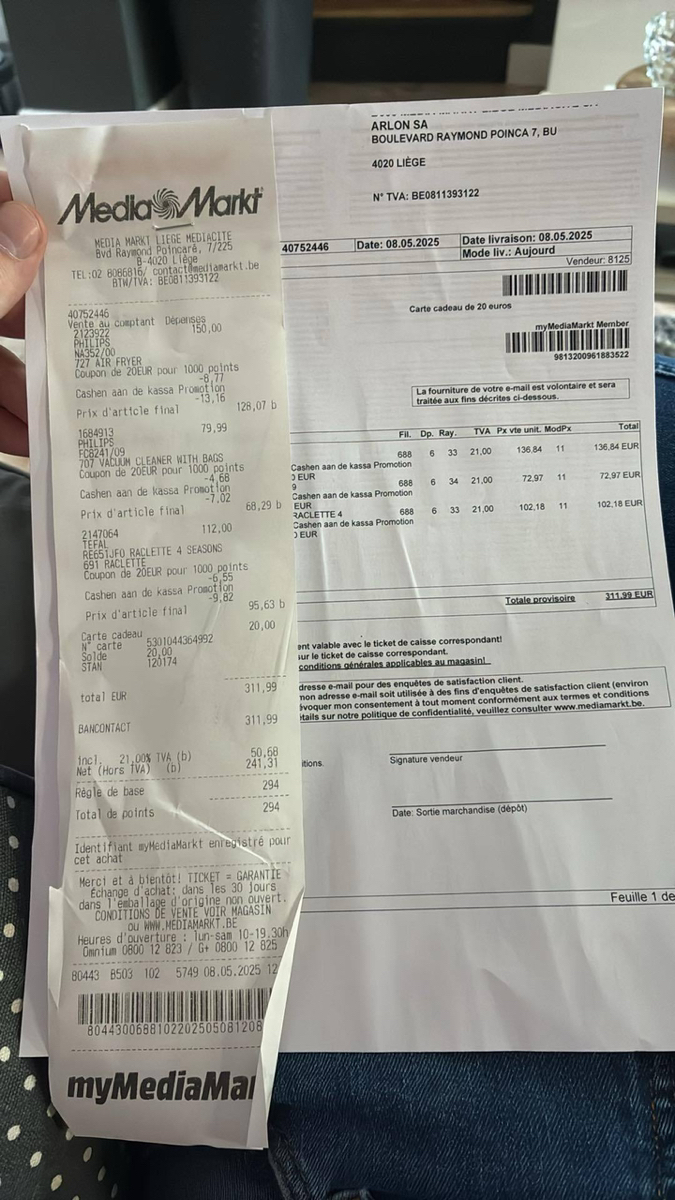 MediaMarkt
MEDIA MARKT LIEGE MEDIACITE
Bvd Raymond Poincaré, 7/225
B-4020 Liège
TEL:02 8086816/ contact@mediamarkt.be
BTW/TVA: BE0811393122
40752446
Vente au comptant Dépenses
2123922 150,00
PHILIPS
NA352/00
727 AIR FRYER
Coupon de 20EUR pour 1000 points
-8,77
Cashen aan de kassa Promotion
-13,16
Prix d'article final 128,07 b
1684913 79,99
PHILIPS
FC8241/09
707 VACUUM CLEANER WITH BAGS
Coupon de 20EUR pour 1000 points
-4,68
Cashen aan de kassa Promotion
-7,02
Prix d'article final 68,29 b
2147064 112,00
TEFAL
RE651JF0 RACLETTE 4 SEASONS
691 RACLETTE
Coupon de 20EUR pour 1000 points
-6,55
Cashen aan de kassa Promotion
-9,82
Prix d'article final 95,63 b
Carte cadeau 20,00
N° carte 5301044364992
Solde 20,00
STAN 120174
total EUR 311,99
BANCONTACT 311,99
incl. 21,00% TVA (b) 50,68
Net (Hors TVA) (b) 241,31
Règle de base 294
Total de points 294
Identifiant myMediaMarkt enregistré pour
cet achat
Merci et à bientôt! TICKET = GARANTIE
Échange d'achat: dans les 30 jours
dans l'emballage d'origine non ouvert.
CONDITIONS DE VENTE VOIR MAGASIN
ou WWW.MEDIAMARKT.BE
Heures d'ouverture : lun-sam 10-19.30h
Omnium 0800 12 823 / G+ 0800 12 825
80443 B503 102 5749 08.05.2025 12
8044300688102202505081208
myMediaMar
ARLON SA
BOULEVARD RAYMOND POINCA 7, BU
4020 LIÈGE
N° TVA: BE0811393122
40752446 Date: 08.05.2025 Date livraison: 08.05.2025
Mode liv.: Aujourd
Vendeur: 8125
Carte cadeau de 20 euros
myMediaMarkt Member
9813200961883522
La fourniture de votre e-mail est volontaire et sera
traitée aux fins décrites ci-dessous.
Fil. Dp. Ray. TVA Px vte unit. ModPx Total
688 6 33 21,00 136,84 11 136,84 EUR
Cashen aan de kassa Promotion
EUR
9 688 6 34 21,00 72,97 11 72,97 EUR
Cashen aan de kassa Promotion
EUR
RACLETTE 4 688 6 33 21,00 102,18 11 102,18 EUR
Cashen aan de kassa Promotion
EUR
Totale provisoire 311,99 EUR
ent valable avec le ticket de caisse correspondant!
sur le ticket de caisse correspondant.
conditions générales applicables au magasin!
dresse e-mail pour des enquêtes de satisfaction client.
mon adresse e-mail soit utilisée à des fins d'enquêtes de satisfaction client (environ
évoquer mon consentement à tout moment conformément aux termes et conditions
tails sur notre politique de confidentialité, veuillez consulter www.mediamarkt.be.
itions. Signature vendeur
Date: Sortie marchandise (dépôt)
Feuille 1 de